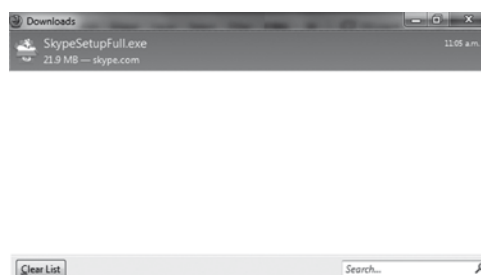 Downloads
SkypeSetupFull.exe
11:05 a.m.
21.9 MB — skype.com
Clear List
Search...